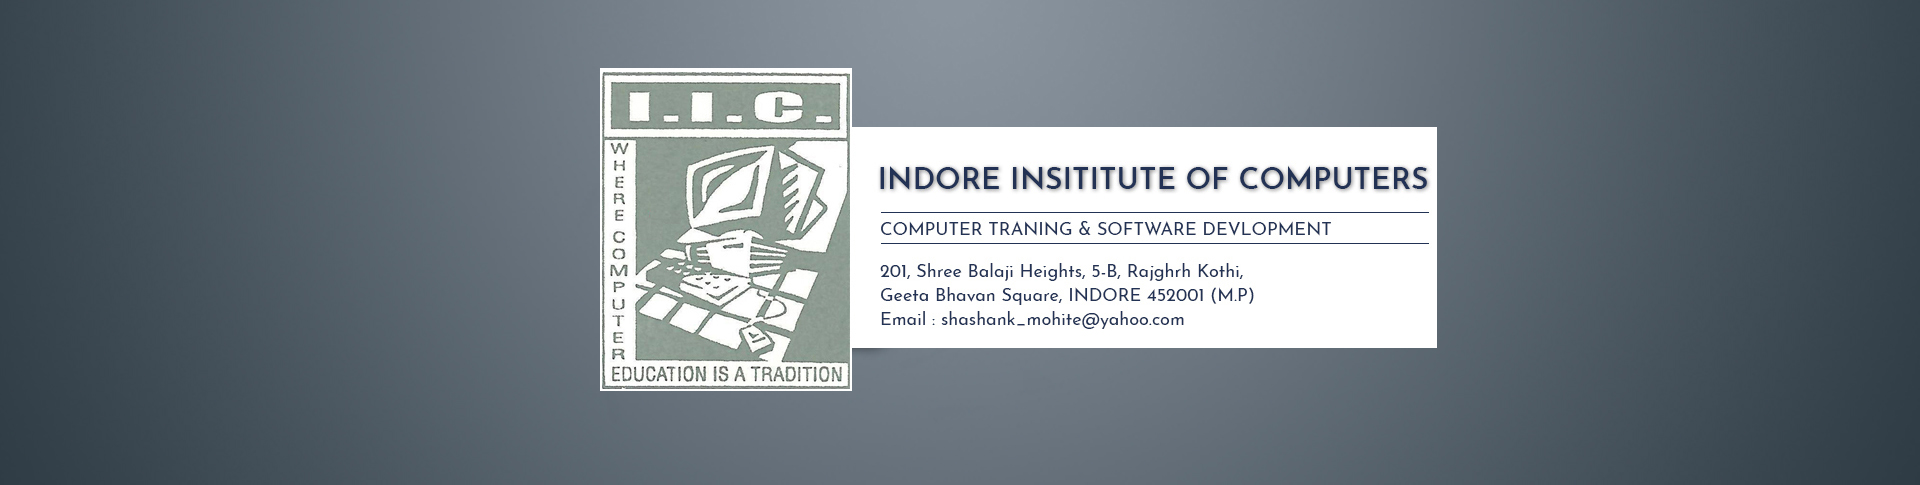 I.I.C.
WHERE COMPUTER
EDUCATION IS A TRADITION
INDORE INSITITUTE OF COMPUTERS
COMPUTER TRANING & SOFTWARE DEVLOPMENT
201, Shree Balaji Heights, 5-B, Rajghrh Kothi,
Geeta Bhavan Square, INDORE 452001 (M.P)
Email : shashank_mohite@yahoo.com